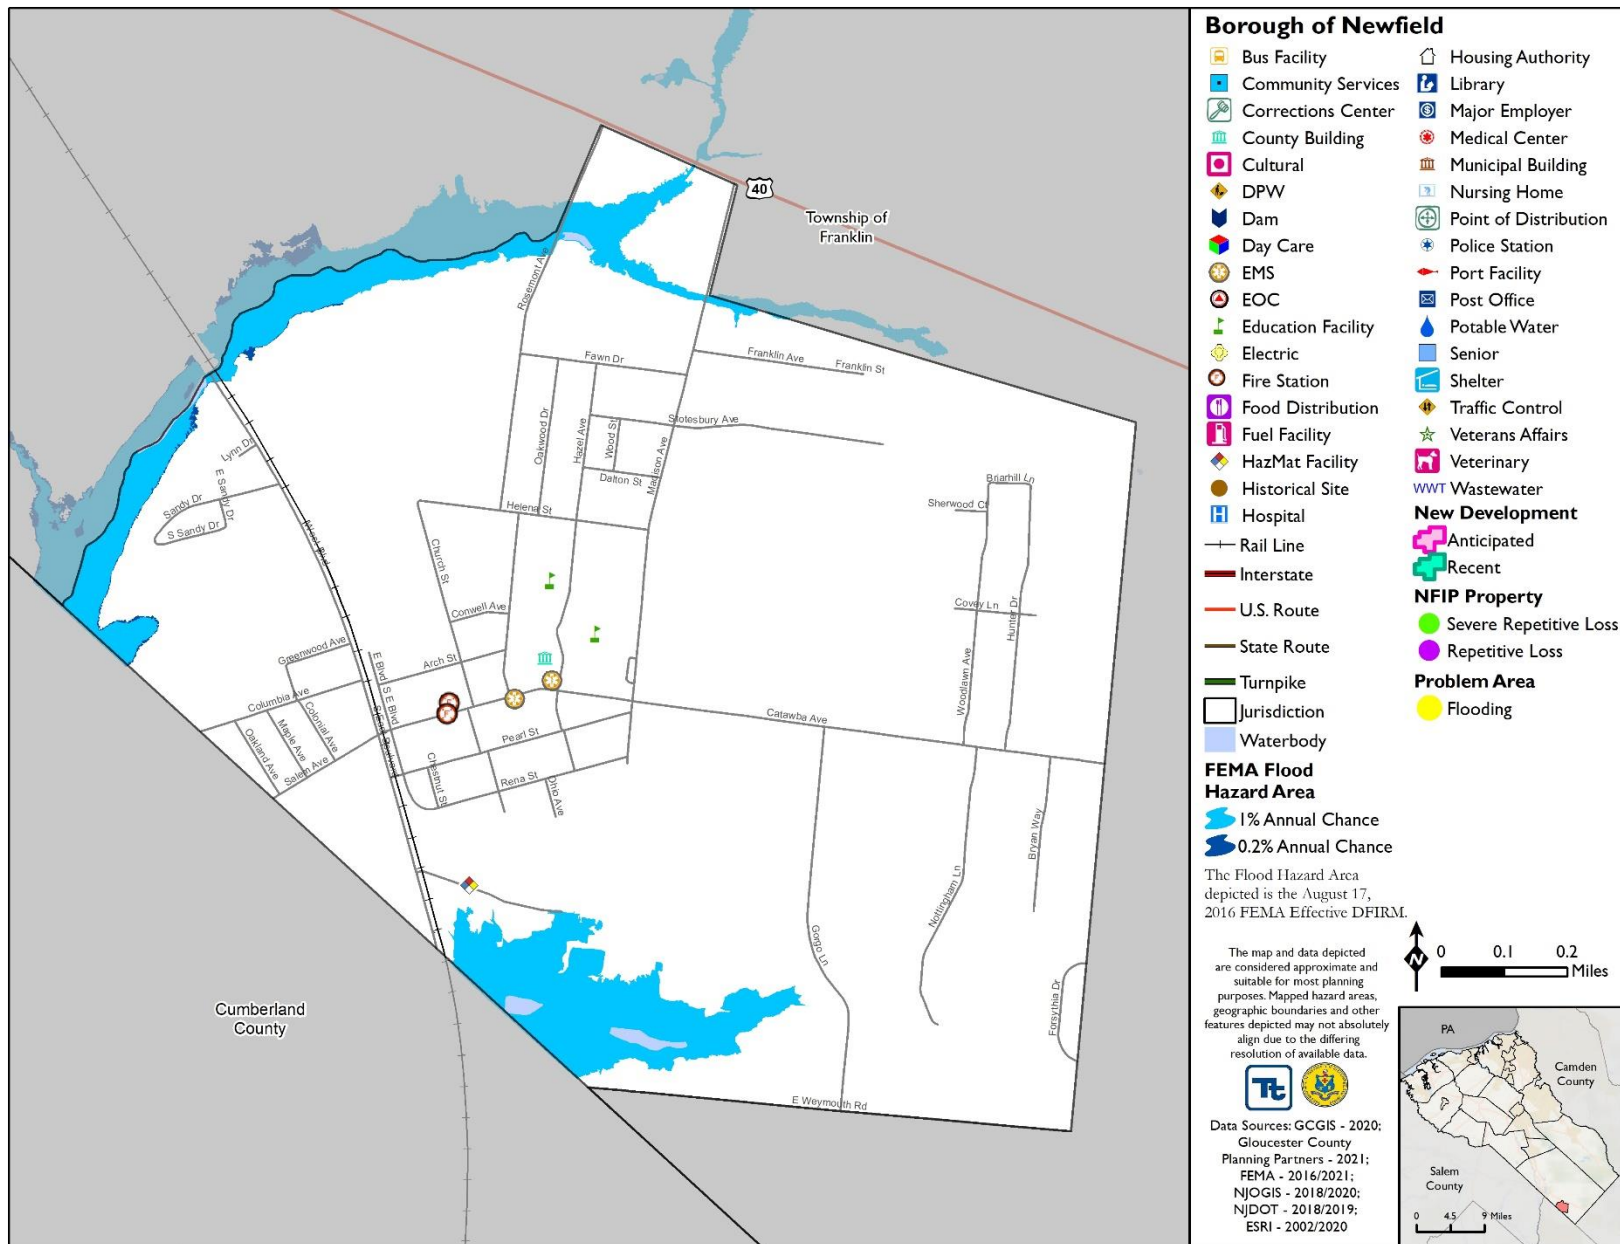 40
Township of
Franklin
Rosemont Ave
Fawn Dr
Franklin Ave
Franklin St
Stotesbury Ave
Oakwood Dr
Hazel Ave
Wood St
Madison Ave
Dalton St
Helena St
Lynn Ds
E Sandy Dr
Sandy Dr
S Sandy Dr
West Blvd
Church St
Conwell Ave
Briarhill Ln
Sherwood Ct
Covey Ln
Hunter Dr
Woodlawn Ave
Greenwood Ave
Arch St
E Blvd
S E Blvd
Columbia Ave
Colonial Ave
Maple Ave
Oakland Ave
Salem Ave
Catawba Ave
Pearl St
Chestnut St
Rena St
Ohio Ave
Bryan Way
Nottingham Ln
Gorgo Ln
Forsythia Dr
E Weymouth Rd
Cumberland
County
Borough of Newfield
Bus Facility
Community Services
Corrections Center
County Building
Cultural
DPW
Dam
Day Care
EMS
EOC
Education Facility
Electric
Fire Station
Food Distribution
Fuel Facility
HazMat Facility
Historical Site
H Hospital
Rail Line
Interstate
U.S. Route
State Route
Turnpike
Jurisdiction
Waterbody
FEMA Flood
Hazard Area
1% Annual Chance
0.2% Annual Chance
The Flood Hazard Area
depicted is the August 17,
2016 FEMA Effective DFIRM.
Housing Authority
Library
Major Employer
Medical Center
Municipal Building
Nursing Home
Point of Distribution
Police Station
Port Facility
Post Office
Potable Water
Senior
Shelter
Traffic Control
Veterans Affairs
Veterinary
WWT Wastewater
New Development
Anticipated
Recent
NFIP Property
Severe Repetitive Loss
Repetitive Loss
Problem Area
Flooding
N
0 0.1 0.2
Miles
The map and data depicted
are considered approximate and
suitable for most planning
purposes. Mapped hazard areas,
geographic boundaries and other
features depicted may not absolutely
align due to the differing
resolution of available data.
Tt
Data Sources: GCGIS - 2020;
Gloucester County
Planning Partners - 2021;
FEMA - 2016/2021;
NJOGIS - 2018/2020;
NJDOT - 2018/2019;
ESRI - 2002/2020
PA
Camden
County
Salem
County
0 4.5 9 Miles